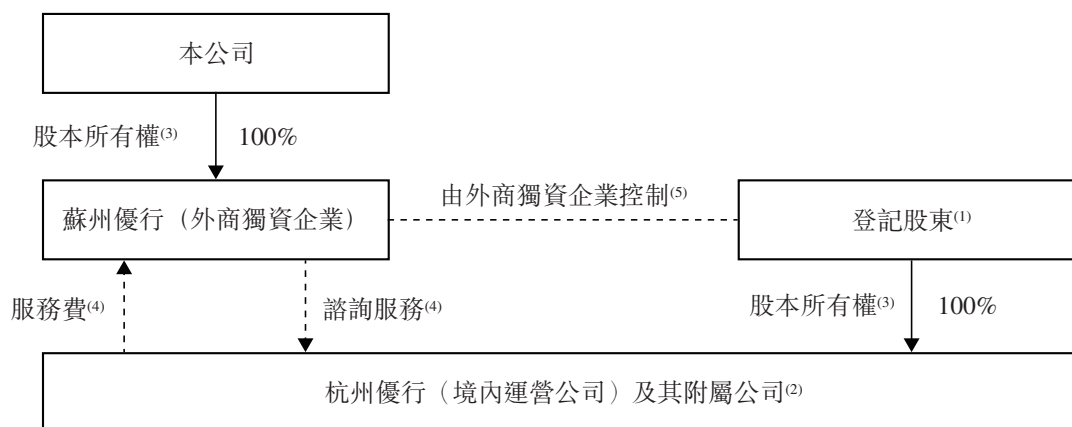 本公司
股本所有權(3) 100%
由外商獨資企業控制(5)
蘇州優行（外商獨資企業）
登記股東(1)
服務費(4)
諮詢服務(4)
股本所有權(3) 100%
杭州優行（境內運營公司）及其附屬公司(2)